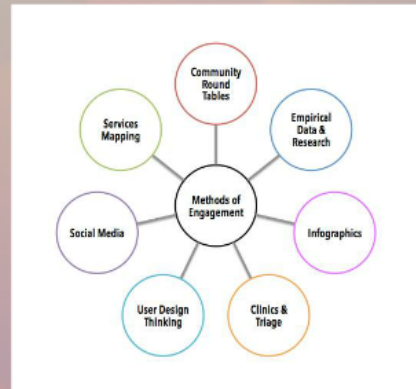 Community
Round
Tables
Empirical
Data &
Research
Infographics
Clinics &
Triage
User Design
Thinking
Social Media
Services
Mapping
Methods of
Engagement